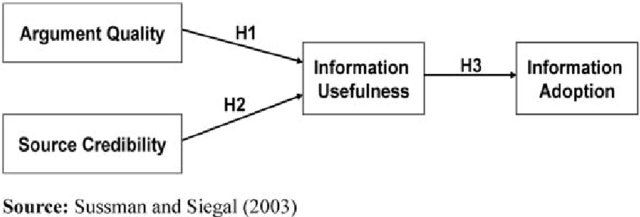 Argument Quality
H1
Information
Usefulness
H3
Information
Adoption
H2
Source Credibility
Source: Sussman and Siegal (2003)